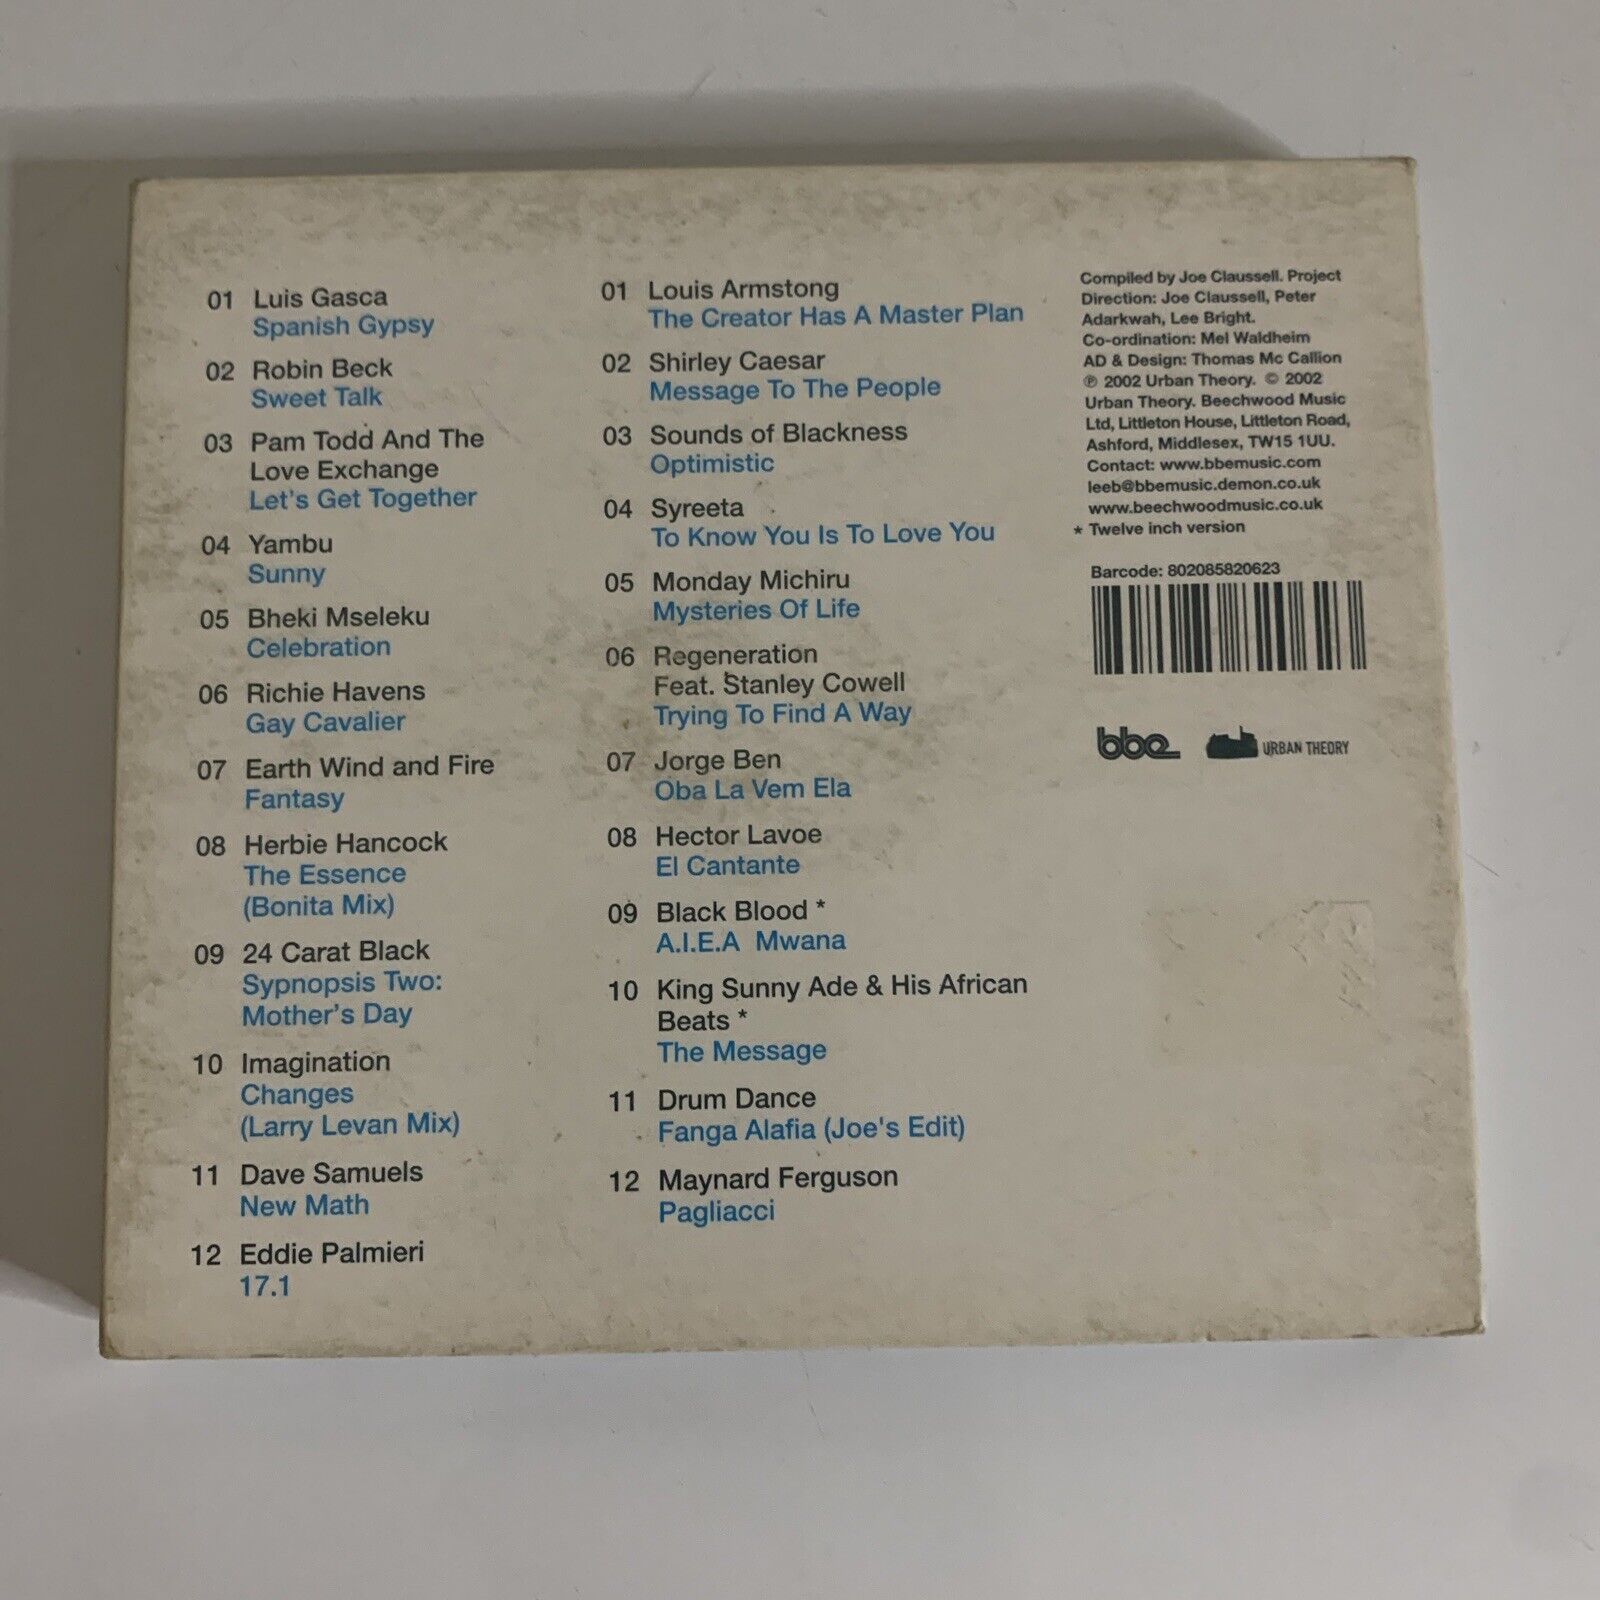 01 Luis Gasca
Spanish Gypsy
02 Robin Beck
Sweet Talk
03 Pam Todd And The
Love Exchange
Let's Get Together
04 Yambu
Sunny
05 Bheki Mseleku
Celebration
06 Richie Havens
Gay Cavalier
07 Earth Wind and Fire
Fantasy
08 Herbie Hancock
The Essence
(Bonita Mix)
09 24 Carat Black
Sypnopsis Two:
Mother's Day
10 Imagination
Changes
(Larry Levan Mix)
11 Dave Samuels
New Math
12 Eddie Palmieri
17.1
01 Louis Armstong
The Creator Has A Master Plan
02 Shirley Caesar
Message To The People
03 Sounds of Blackness
Optimistic
04 Syreeta
To Know You Is To Love You
05 Monday Michiru
Mysteries Of Life
06 Regeneration
Feat. Stanley Cowell
Trying To Find A Way
07 Jorge Ben
Oba La Vem Ela
08 Hector Lavoe
El Cantante
09 Black Blood *
A.I.E.A Mwana
10 King Sunny Ade & His African
Beats *
The Message
11 Drum Dance
Fanga Alafia (Joe's Edit)
12 Maynard Ferguson
Pagliacci
Compiled by Joe Claussell. Project
Direction: Joe Claussell, Peter
Adarkwah, Lee Bright.
Co-ordination: Mel Waldheim
AD & Design: Thomas Mc Callion
℗ 2002 Urban Theory. © 2002
Urban Theory. Beechwood Music
Ltd, Littleton House, Littleton Road,
Ashford, Middlesex, TW15 1UU.
Contact: www.bbemusic.com
leeb@bbemusic.demon.co.uk
www.beechwoodmusic.co.uk
* Twelve inch version
Barcode: 802085820623
bbe URBAN THEORY